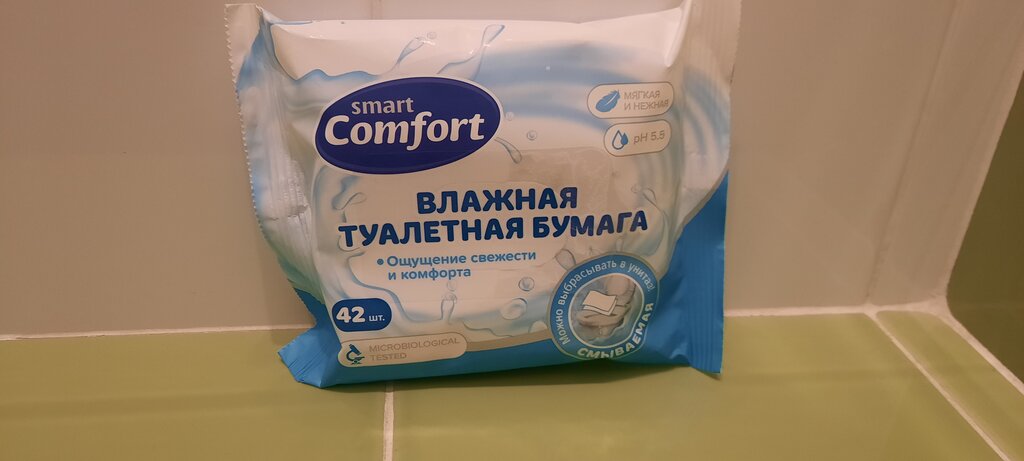 smart
Comfort
МЯГКАЯ
И НЕЖНАЯ
pH 5.5
ВЛАЖНАЯ
ТУАЛЕТНАЯ БУМАГА
• Ощущение свежести
и комфорта
42 шт.
MICROBIOLOGICAL
TESTED
Можно выбрасывать в унитаз!
СМЫВАЕМАЯ